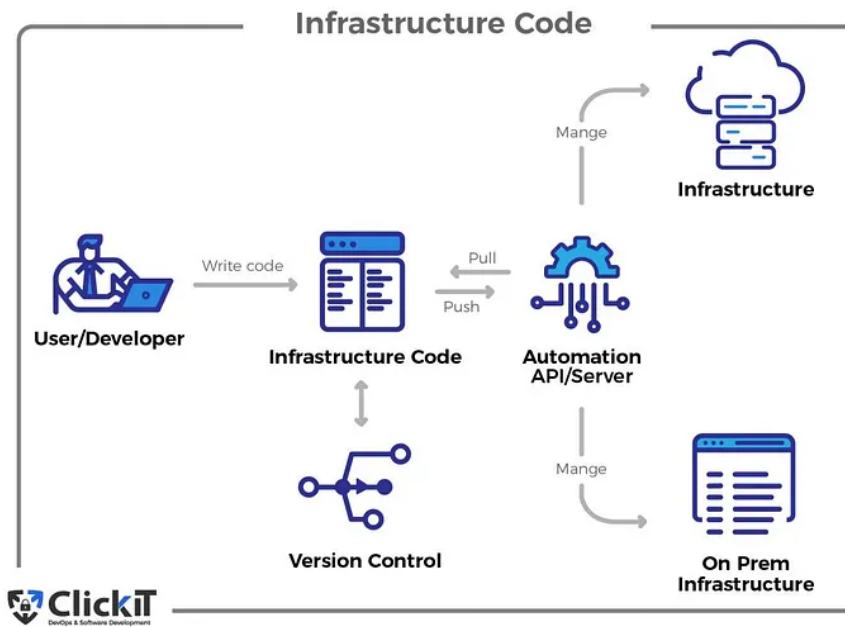 Infrastructure Code
Mange
Infrastructure
Write code
Pull
Push
User/Developer
Infrastructure Code
Automation
API/Server
Mange
Version Control
On Prem
Infrastructure
ClickIT
DevOps & Software Development